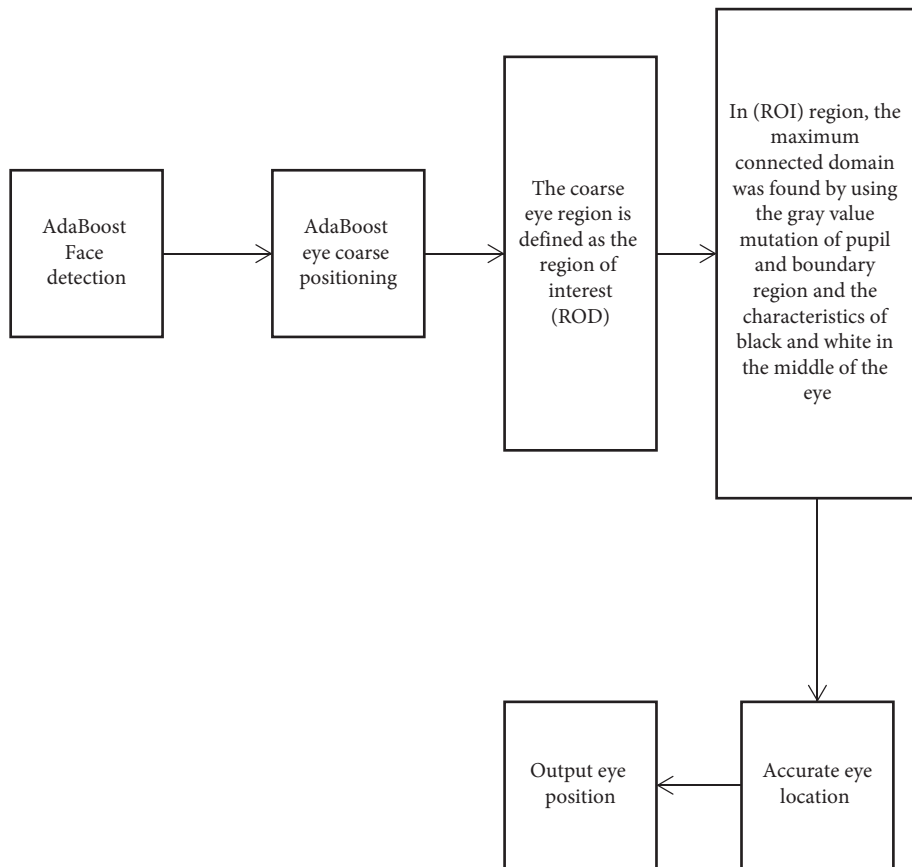 AdaBoost
Face
detection
AdaBoost
eye coarse
positioning
The coarse
eye region is
defined as the
region of
interest
(ROD)
In (ROI) region, the
maximum
connected domain
was found by using
the gray value
mutation of pupil
and boundary
region and the
characteristics of
black and white in
the middle of the
eye
Accurate eye
location
Output eye
position